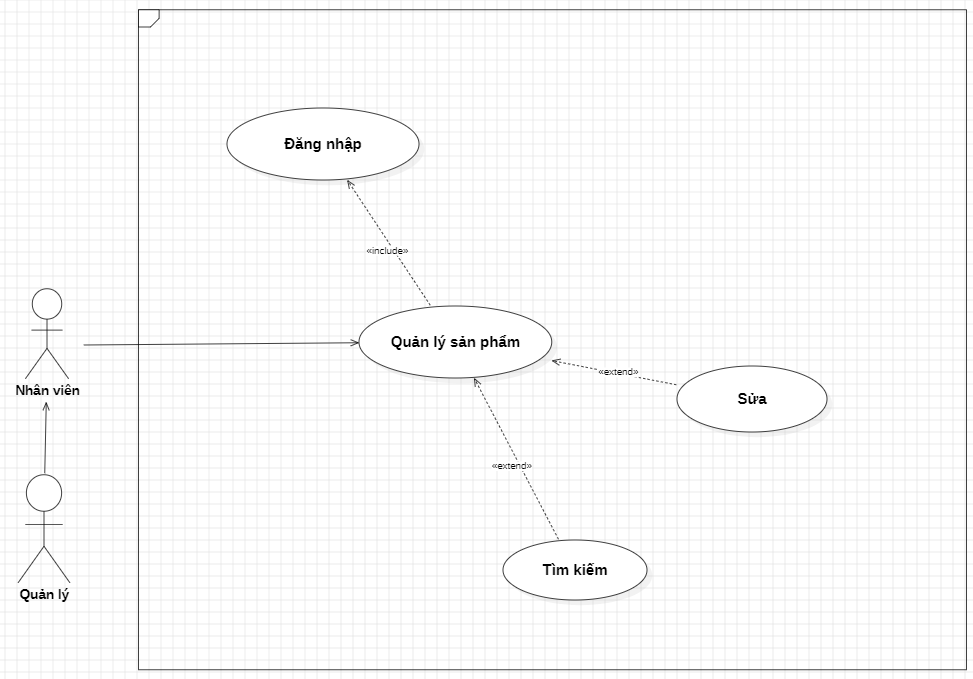 Đăng nhập
«include»
Quản lý sản phẩm
«extend»
Nhân viên
Sửa
«extend»
Tìm kiếm
Quản lý